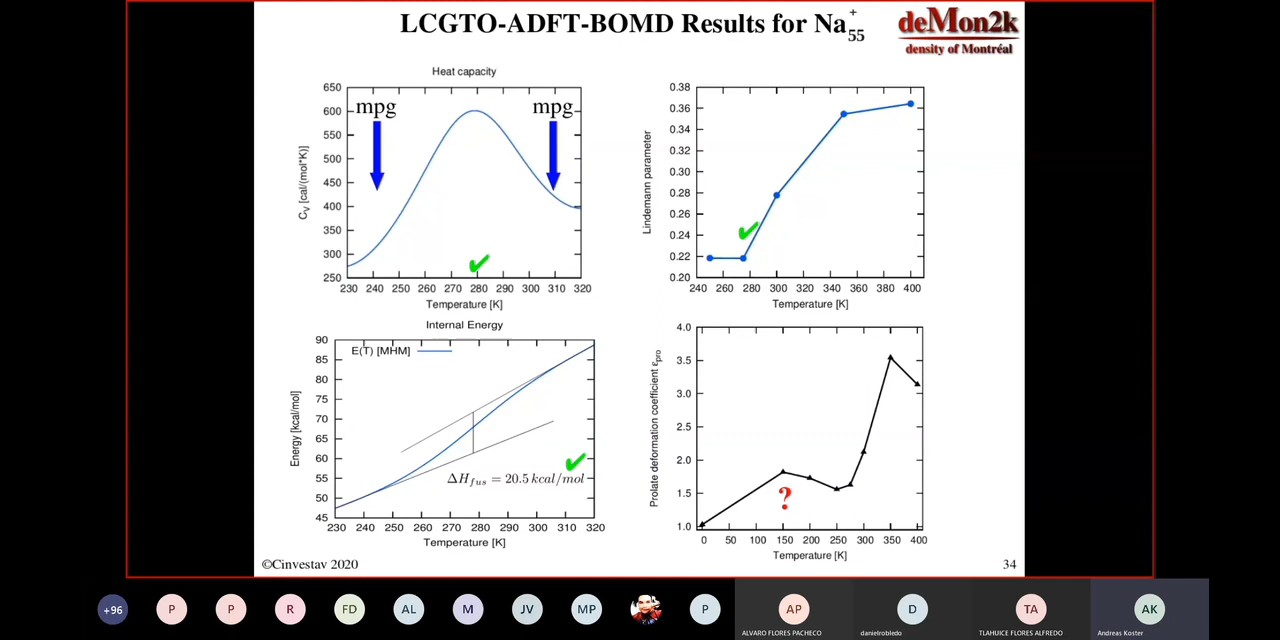 LCGTO-ADFT-BOMD Results for Na₅₅⁺
deMon2k
density of Montréal
Heat capacity
650
600
550
500
450
400
350
300
250
C_V [cal/(mol*K)]
mpg
mpg
230 240 250 260 270 280 290 300 310 320
Temperature [K]
0.38
0.36
0.34
0.32
0.30
0.28
0.26
0.24
0.22
0.20
Lindemann parameter
240 260 280 300 320 340 360 380 400
Temperature [K]
Internal Energy
90
85
80
75
70
65
60
55
50
45
Energy [kcal/mol]
E(T) [MHM]
ΔH_fus = 20.5 kcal/mol
230 240 250 260 270 280 290 300 310 320
Temperature [K]
4.0
3.5
3.0
2.5
2.0
1.5
1.0
Prolate deformation coefficient ε_pro
?
0 50 100 150 200 250 300 350 400
Temperature [K]
©Cinvestav 2020
34
+96
P
P
R
FD
AL
M
JV
MP
P
AP
D
TA
AK
ALVARO FLORES PACHECO
danielrobledo
TLAHUICE FLORES ALFREDO
Andreas Koster